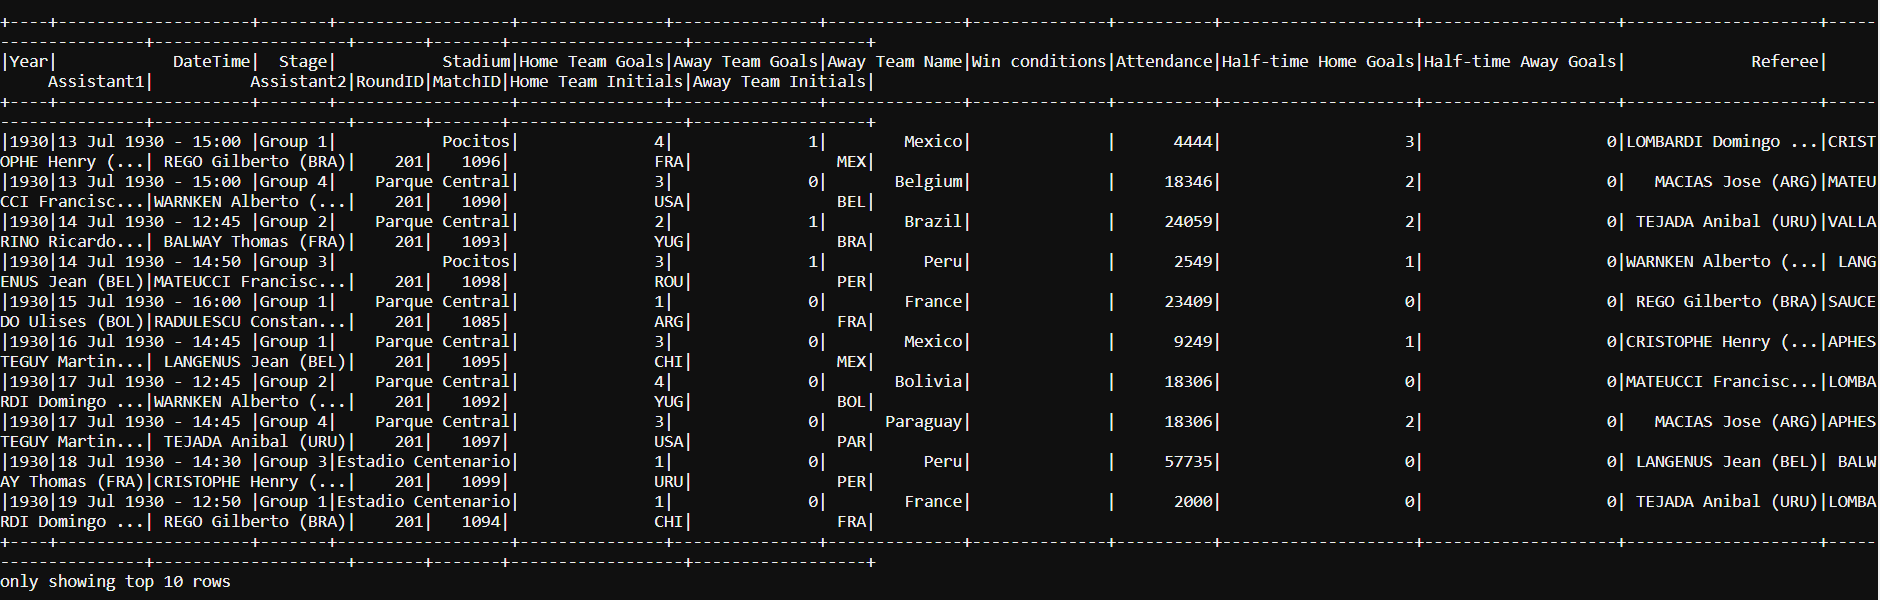 +----+--------------------+-------+------------------+---------------+---------------+--------------+--------------+----------+--------------------+--------------------+--------------------+-----
---------------+--------------------+-------+-------+------------------+------------------+
|Year|            DateTime|  Stage|           Stadium|Home Team Goals|Away Team Goals|Away Team Name|Win conditions|Attendance|Half-time Home Goals|Half-time Away Goals|             Referee|
     Assistant1|          Assistant2|RoundID|MatchID|Home Team Initials|Away Team Initials|
+----+--------------------+-------+------------------+---------------+---------------+--------------+--------------+----------+--------------------+--------------------+--------------------+-----
---------------+--------------------+-------+-------+------------------+------------------+
|1930|13 Jul 1930 - 15:00 |Group 1|           Pocitos|              4|              1|        Mexico|              |      4444|                   3|                   0|LOMBARDI Domingo ...|CRIST
OPHE Henry (...| REGO Gilberto (BRA)|    201|   1096|               FRA|               MEX|
|1930|13 Jul 1930 - 15:00 |Group 4|    Parque Central|              3|              0|       Belgium|              |     18346|                   2|                   0|   MACIAS Jose (ARG)|MATEU
CCI Francisc...|WARNKEN Alberto (...|    201|   1090|               USA|               BEL|
|1930|14 Jul 1930 - 12:45 |Group 2|    Parque Central|              2|              1|        Brazil|              |     24059|                   2|                   0| TEJADA Anibal (URU)|VALLA
RINO Ricardo...| BALWAY Thomas (FRA)|    201|   1093|               YUG|               BRA|
|1930|14 Jul 1930 - 14:50 |Group 3|           Pocitos|              3|              1|          Peru|              |      2549|                   1|                   0|WARNKEN Alberto (...| LANG
ENUS Jean (BEL)|MATEUCCI Francisc...|    201|   1098|               ROU|               PER|
|1930|15 Jul 1930 - 16:00 |Group 1|    Parque Central|              1|              0|        France|              |     23409|                   0|                   0| REGO Gilberto (BRA)|SAUCE
DO Ulises (BOL)|RADULESCU Constan...|    201|   1085|               ARG|               FRA|
|1930|16 Jul 1930 - 14:45 |Group 1|    Parque Central|              3|              0|        Mexico|              |      9249|                   1|                   0|CRISTOPHE Henry (...|APHES
TEGUY Martin...| LANGENUS Jean (BEL)|    201|   1095|               CHI|               MEX|
|1930|17 Jul 1930 - 12:45 |Group 2|    Parque Central|              4|              0|       Bolivia|              |     18306|                   0|                   0|MATEUCCI Francisc...|LOMBA
RDI Domingo ...|WARNKEN Alberto (...|    201|   1092|               YUG|               BOL|
|1930|17 Jul 1930 - 14:45 |Group 4|    Parque Central|              3|              0|      Paraguay|              |     18306|                   2|                   0|   MACIAS Jose (ARG)|APHES
TEGUY Martin...| TEJADA Anibal (URU)|    201|   1097|               USA|               PAR|
|1930|18 Jul 1930 - 14:30 |Group 3|Estadio Centenario|              1|              0|          Peru|              |     57735|                   0|                   0| LANGENUS Jean (BEL)| BALW
AY Thomas (FRA)|CRISTOPHE Henry (...|    201|   1099|               URU|               PER|
|1930|19 Jul 1930 - 12:50 |Group 1|Estadio Centenario|              1|              0|        France|              |      2000|                   0|                   0| TEJADA Anibal (URU)|LOMBA
RDI Domingo ...| REGO Gilberto (BRA)|    201|   1094|               CHI|               FRA|
+----+--------------------+-------+------------------+---------------+---------------+--------------+--------------+----------+--------------------+--------------------+--------------------+-----
---------------+--------------------+-------+-------+------------------+------------------+
only showing top 10 rows